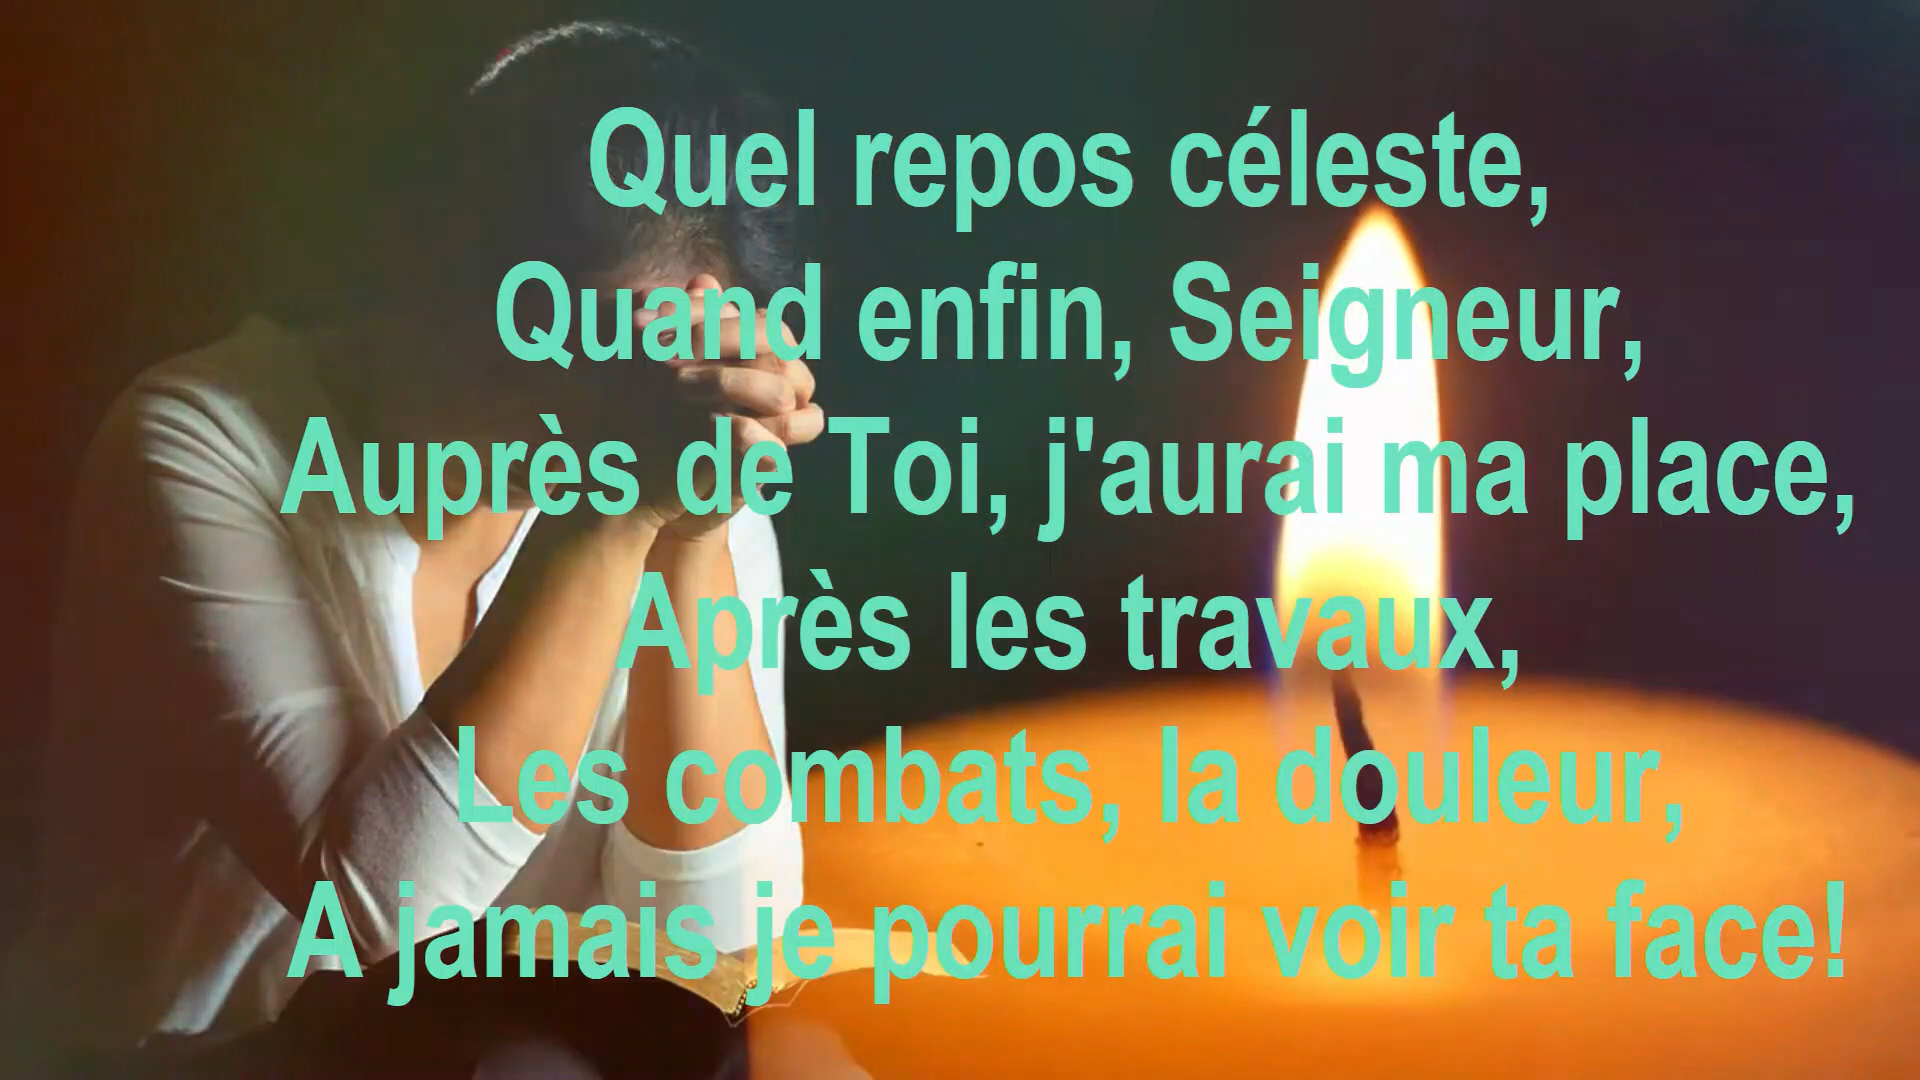 Quel repos céleste,
Quand enfin, Seigneur,
Auprès de Toi, j'aurai ma place,
Après les travaux,
Les combats, la douleur,
A jamais je pourrai voir ta face!